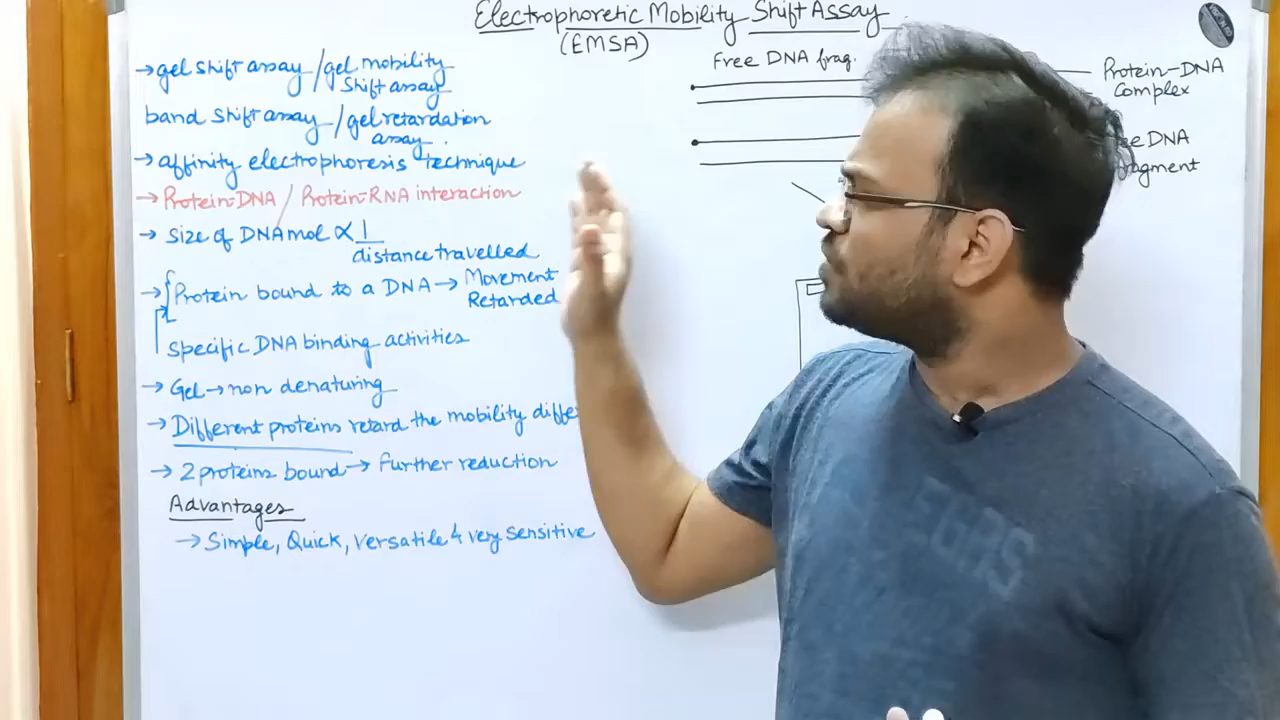 Electrophoretic Mobility Shift Assay
(EMSA)
→ gel shift assay / gel mobility
shift assay
band shift assay / gel retardation
assay.
→ affinity electrophoresis technique
→ Protein-DNA / Protein-RNA interaction
→ Size of DNA mol ∝ 1
distance travelled
→ Protein bound to a DNA → Movement
Retarded
specific DNA binding activities
→ Gel → non denaturing
→ Different proteins retard the mobility diffe
→ 2 proteins bound → Further reduction
Advantages
→ Simple, Quick, versatile & very sensitive
Free DNA frag.
Protein-DNA
Complex
ee DNA
agment